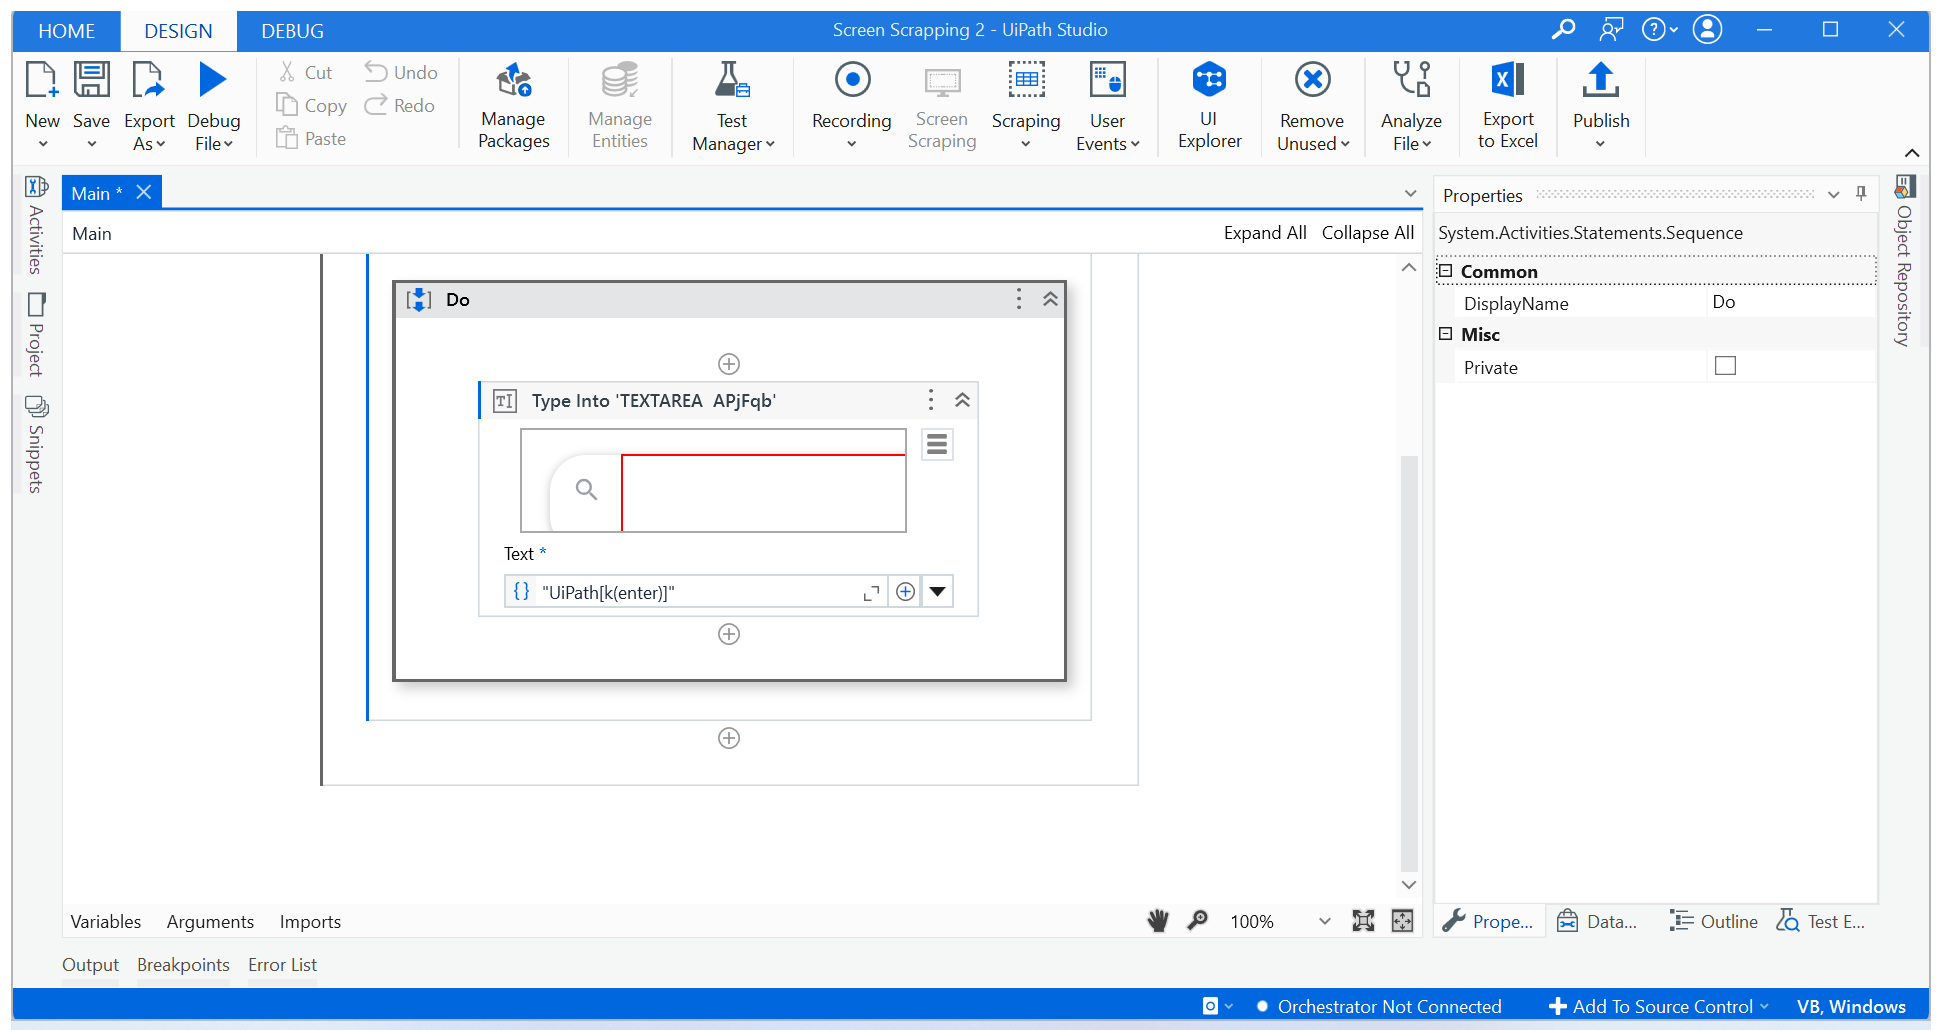 HOME DESIGN DEBUG Screen Scrapping 2 - UiPath Studio
New
Save
Export
As
Debug
File
Cut
Copy
Paste
Undo
Redo
Manage
Packages
Manage
Entities
Test
Manager
Recording
Screen
Scraping
Scraping
User
Events
UI
Explorer
Remove
Unused
Analyze
File
Export
to Excel
Publish
Activities
Project
Snippets
Main *
Main
Expand All Collapse All
Do
Type Into 'TEXTAREA APjFqb'
Text *
{} "UiPath[k(enter)]"
Properties
System.Activities.Statements.Sequence
Common
DisplayName Do
Misc
Private
Object Repository
Variables Arguments Imports
100%
Prope... Data... Outline Test E...
Output Breakpoints Error List
Orchestrator Not Connected Add To Source Control VB, Windows